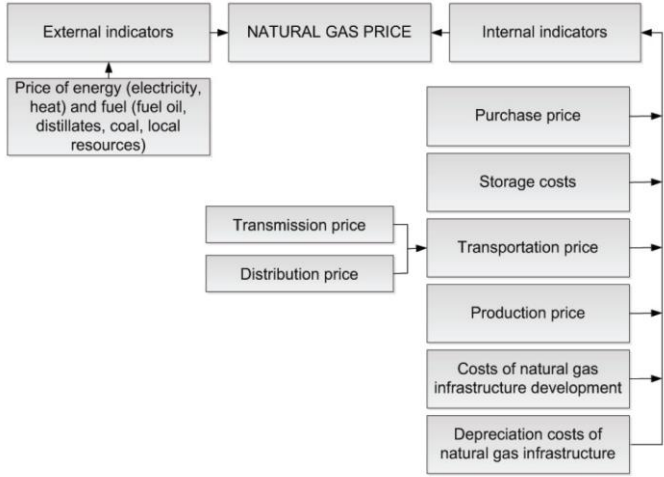 External indicators
NATURAL GAS PRICE
Internal indicators
Price of energy (electricity,
heat) and fuel (fuel oil,
distillates, coal, local
resources)
Purchase price
Storage costs
Transmission price
Distribution price
Transportation price
Production price
Costs of natural gas
infrastructure development
Depreciation costs of
natural gas infrastructure